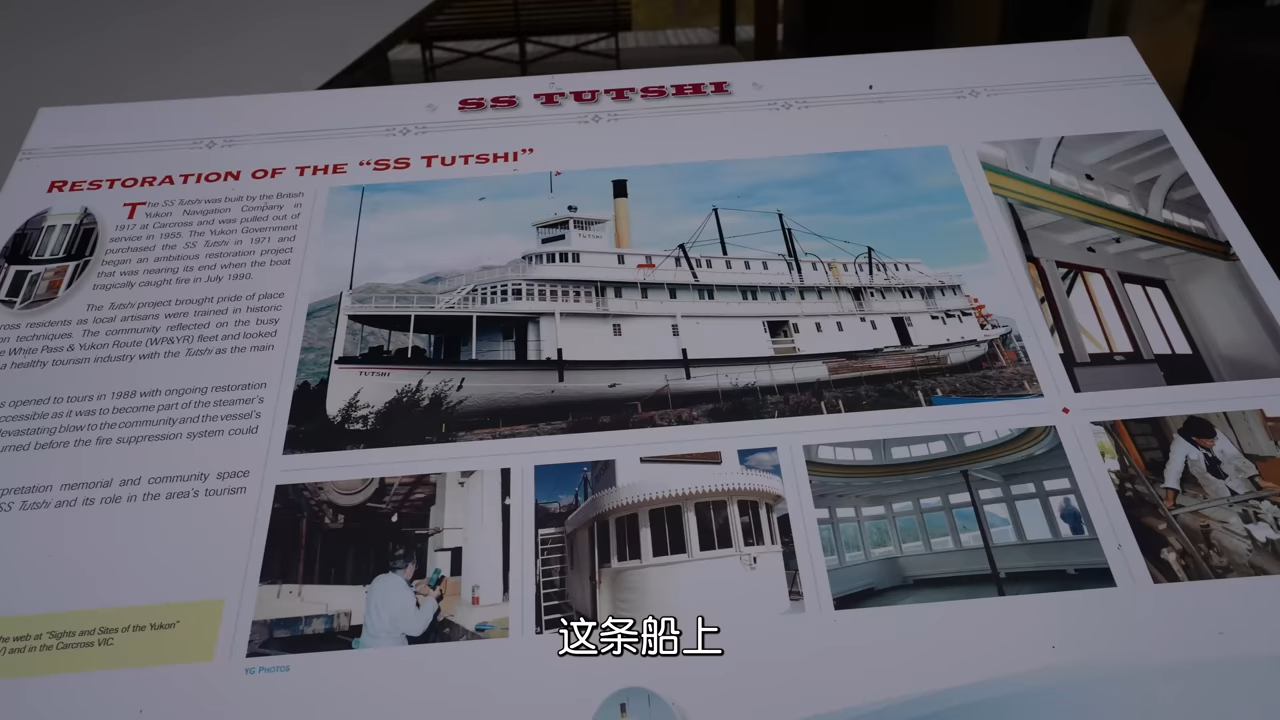 SS TUTSHI
RESTORATION OF THE “SS TUTSHI”
The SS Tutshi was built by the British
Yukon Navigation Company in
1917 at Carcross and was pulled out of
service in 1955. The Yukon Government
purchased the SS Tutshi in 1971 and
began an ambitious restoration project
that was nearing its end when the boat
tragically caught fire in July 1990.
The Tutshi project brought pride of place
ross residents as local artisans were trained in historic
on techniques. The community reflected on the busy
e White Pass & Yukon Route (WP&YR) fleet and looked
a healthy tourism industry with the Tutshi as the main
s opened to tours in 1988 with ongoing restoration
ccessible as it was to become part of the steamer's
devastating blow to the community and the vessel's
urned before the fire suppression system could
rpretation memorial and community space
SS Tutshi and its role in the area's tourism
he web at “Sights and Sites of the Yukon”
) and in the Carcross VIC.
YG PHOTOS
TUTSHI
TUTSHI
这条船上